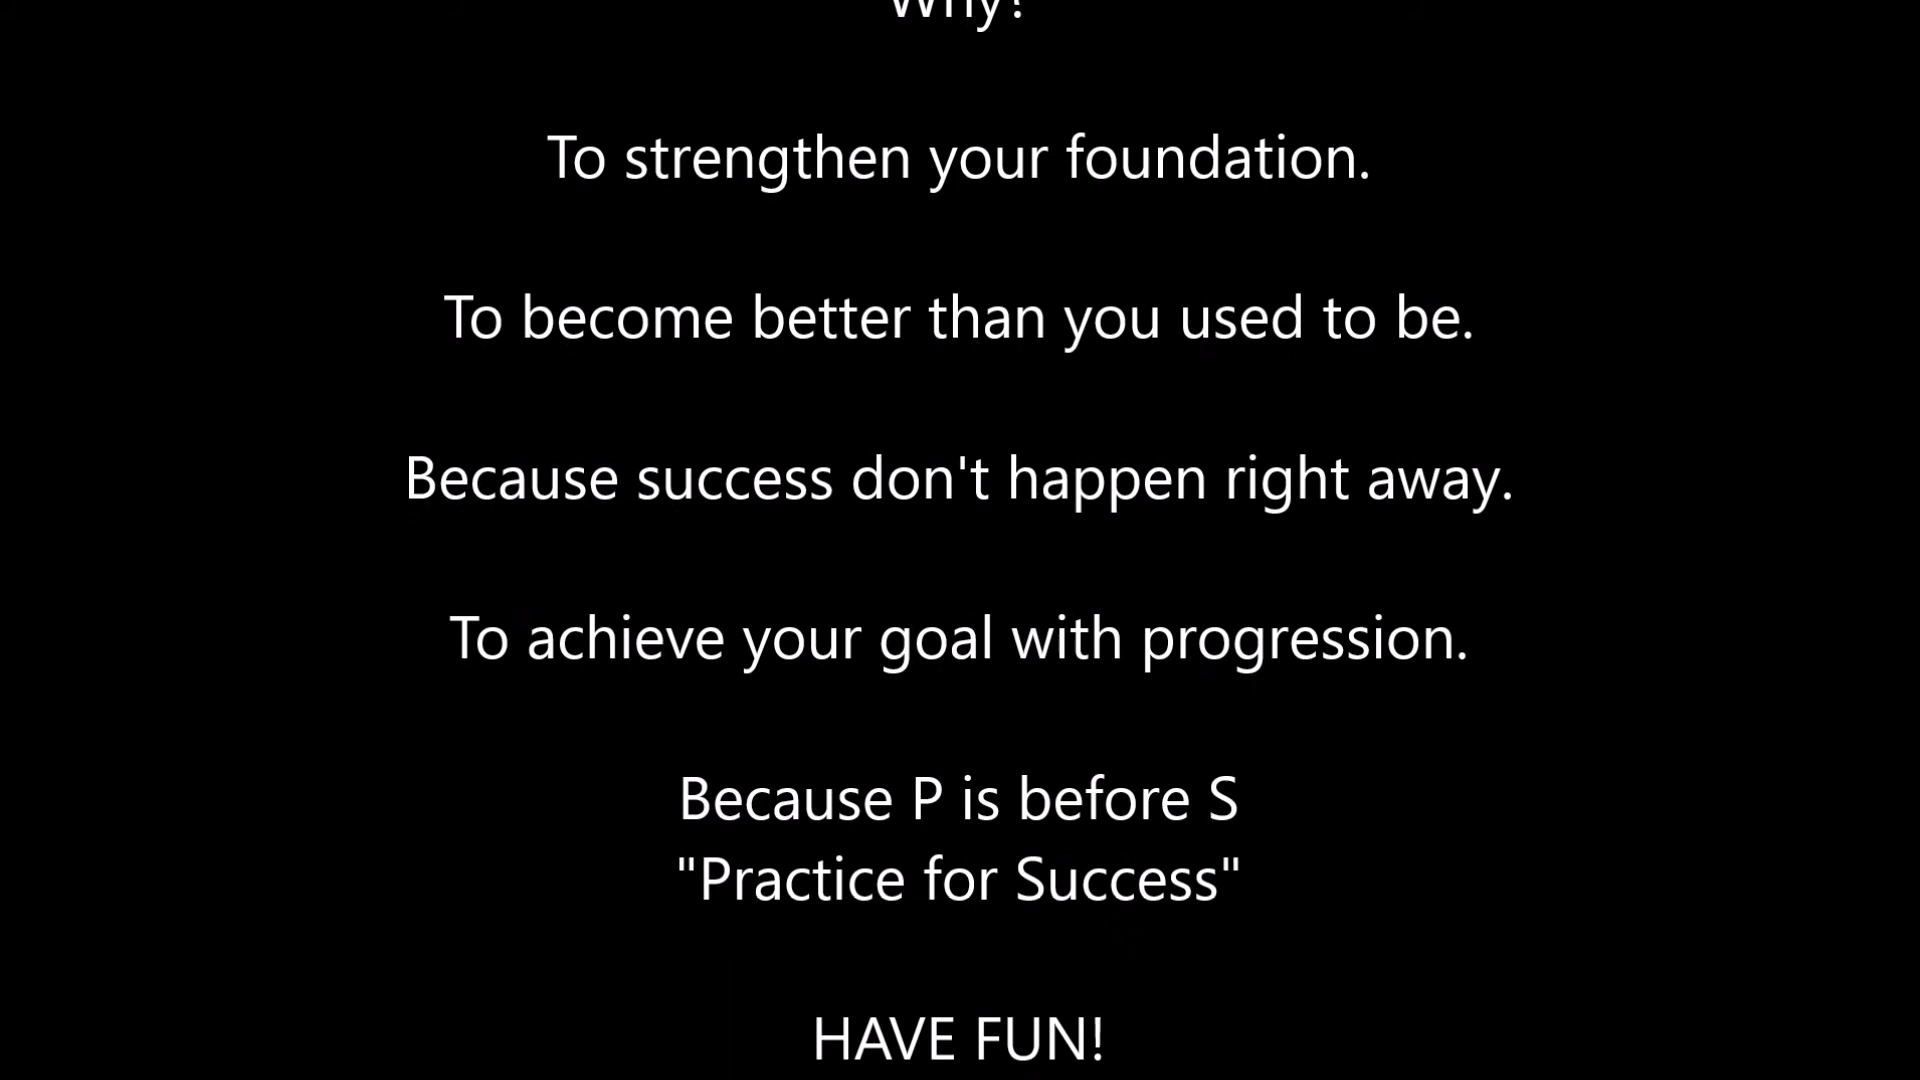 Why?
To strengthen your foundation.
To become better than you used to be.
Because success don't happen right away.
To achieve your goal with progression.
Because P is before S
"Practice for Success"
HAVE FUN!